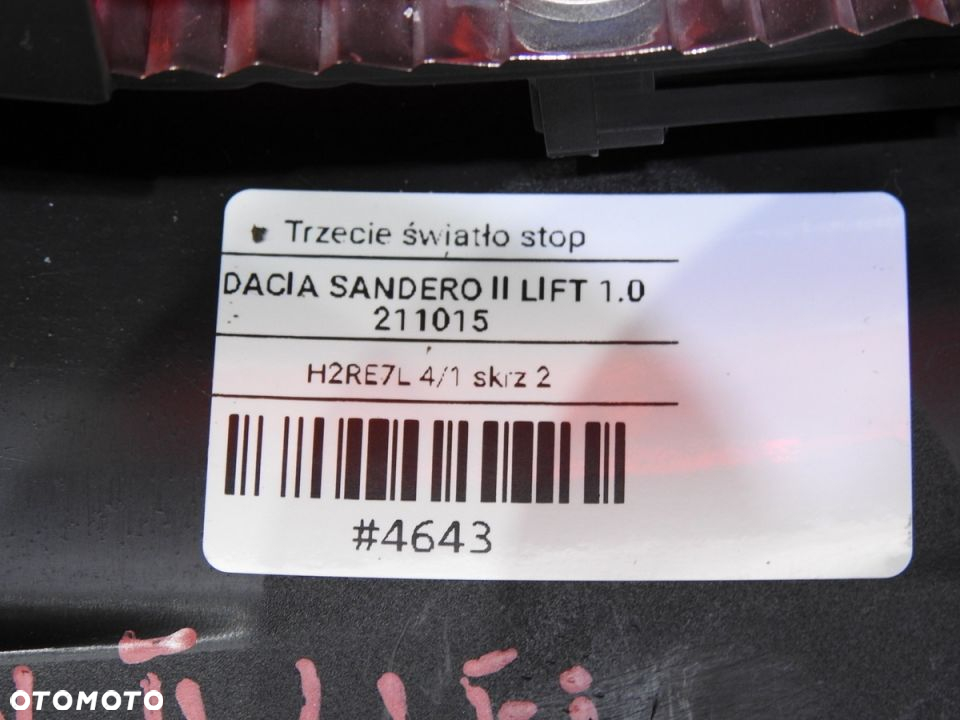 Trzecie światło stop
DACIA SANDERO II LIFT 1.0
211015
H2RE7L 4/1 skrz 2
#4643
OTOMOTO